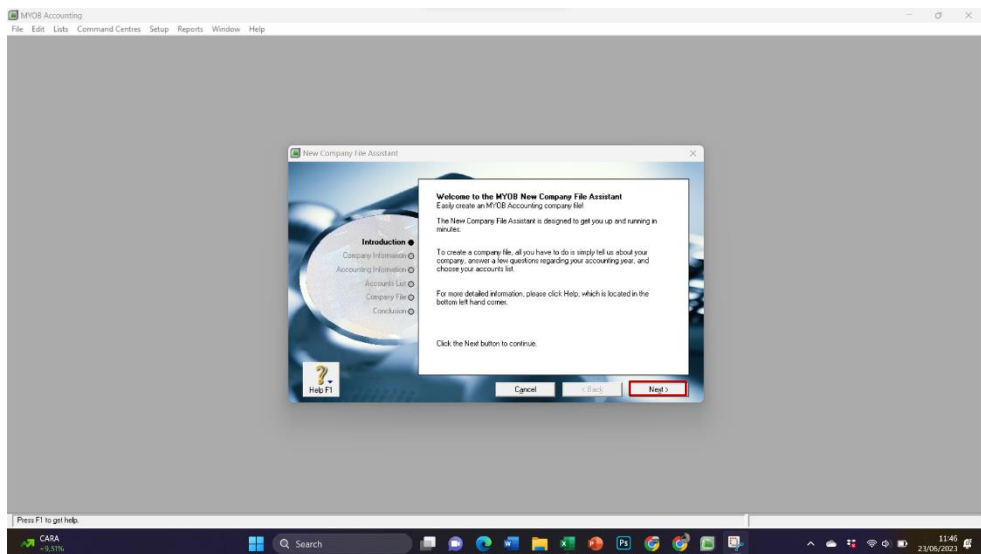 MYOB Accounting
File Edit Lists Command Centres Setup Reports Window Help
New Company File Assistant
Welcome to the MYOB New Company File Assistant
Easily create an MYOB Accounting company file!
The New Company File Assistant is designed to get you up and running in
minutes.
To create a company file, all you have to do is simply tell us about your
company, answer a few questions regarding your accounting year, and
choose your accounts list.
For more detailed information, please click Help, which is located in the
bottom left hand corner.
Click the Next button to continue.
Introduction
Company Information
Accounting Information
Accounts List
Company File
Conclusion
Help F1
Cancel < Back Next >
Press F1 to get help.
CARA
-9,31%
Search
Ps
11:46
23/06/2023